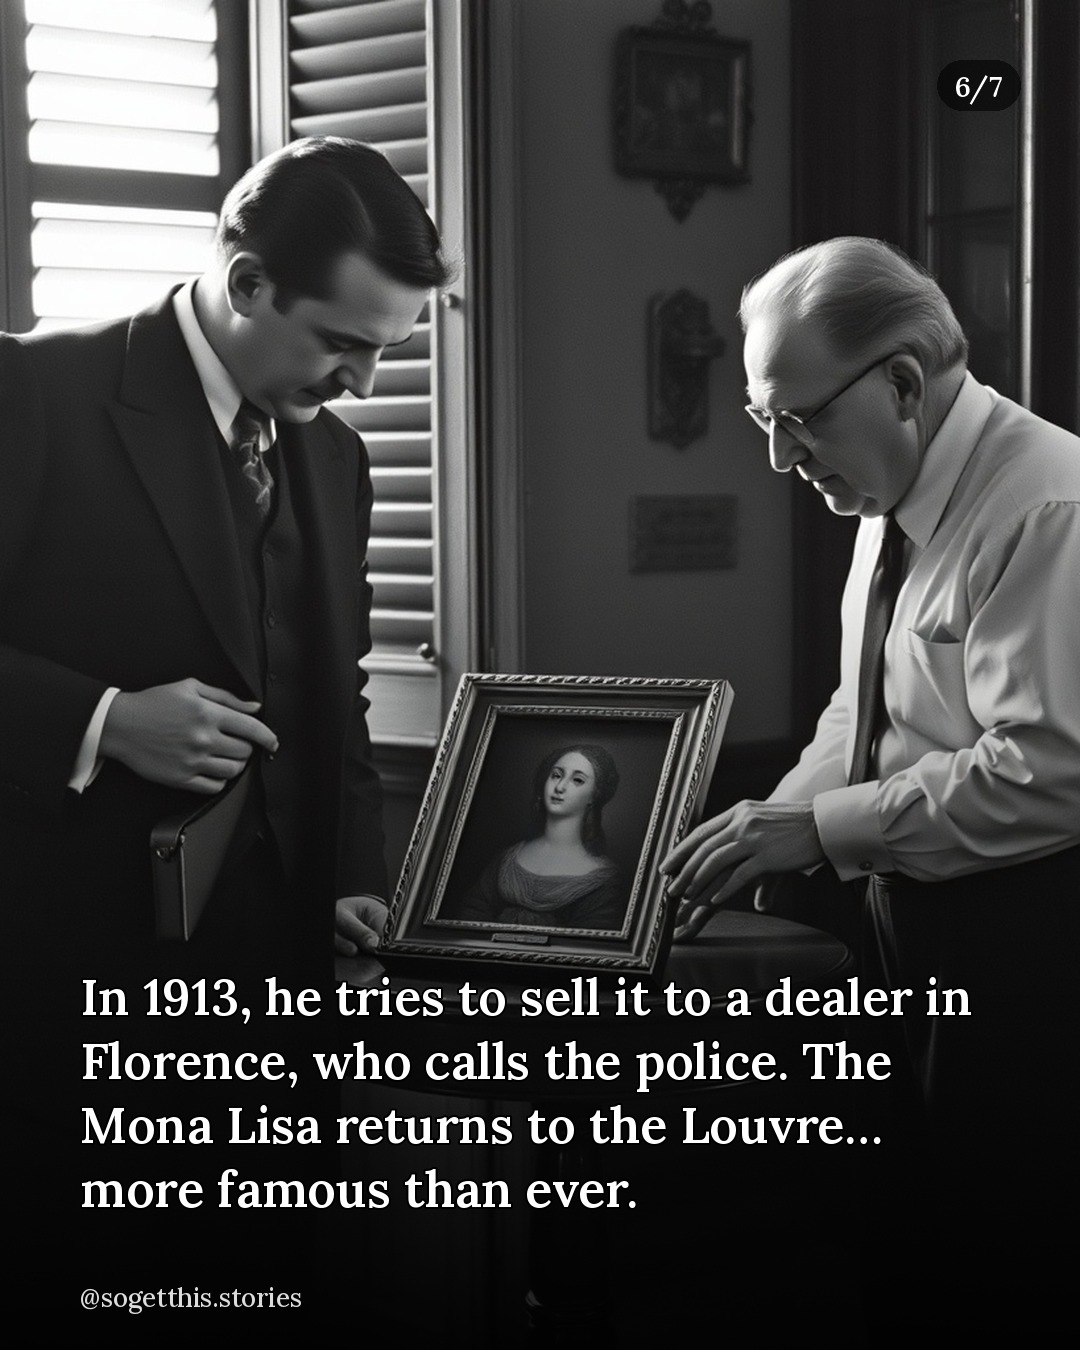 6/7
In 1913, he tries to sell it to a dealer in
Florence, who calls the police. The
Mona Lisa returns to the Louvre...
more famous than ever.
@sogetthis.stories